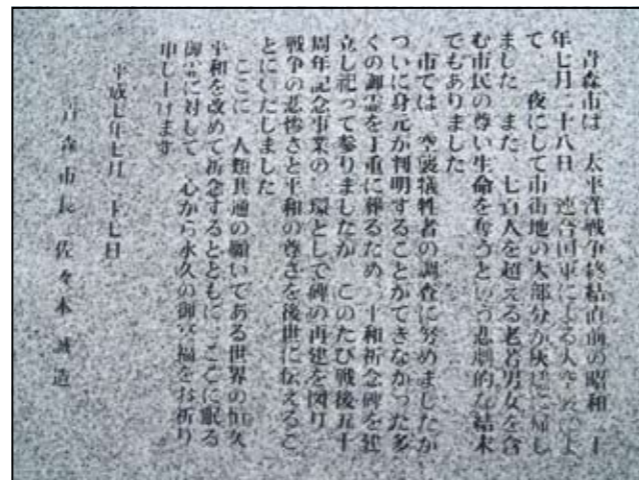 青森市は、太平洋戦争終結直前の昭和二十
年七月二十八日、連合国軍による大空襲によっ
て、一夜にして市街地の大部分が灰燼に帰し
ました。また、七百人を超える老若男女を含
む市民の尊い生命を奪うという悲劇的な結末
でもありました
市では、空襲犠牲者の調査に努めましたが
ついに身元が判明することができなかった多
くの御霊を丁重に葬るため、平和祈念碑を建
立し祀って参りましたが、このたび戦後五十
周年記念事業の一環として碑の再建を図り
戦争の悲惨さと平和の尊さを後世に伝えるこ
とにいたしました
ここに、人類共通の願いである世界の恒久
平和を改めて祈念するとともに、ここに眠る
御霊に対して、心から永久の御冥福をお祈り
申し上げます
平成七年七月 十七日
青森市長 佐々木 誠造